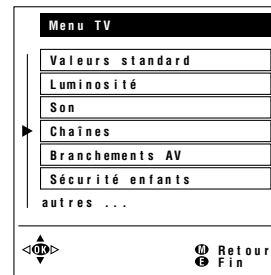 Menu TV
Valeurs standard
Luminosité
Son
Chaînes
Branchements AV
Sécurité enfants
autres ...
OK
M Retour
E Fin